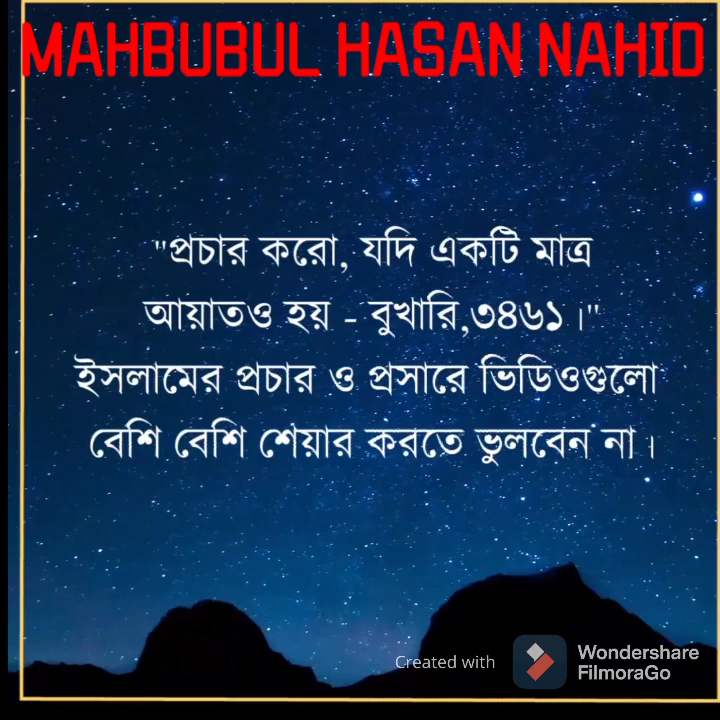 MAHBUBUL HASAN NAHID
"প্রচার করো, যদি একটি মাত্র
আয়াতও হয় - বুখারি,৩৪৬১।"
ইসলামের প্রচার ও প্রসারে ভিডিওগুলো
বেশি বেশি শেয়ার করতে ভুলবেন না।
Created with
Wondershare
FilmoraGo